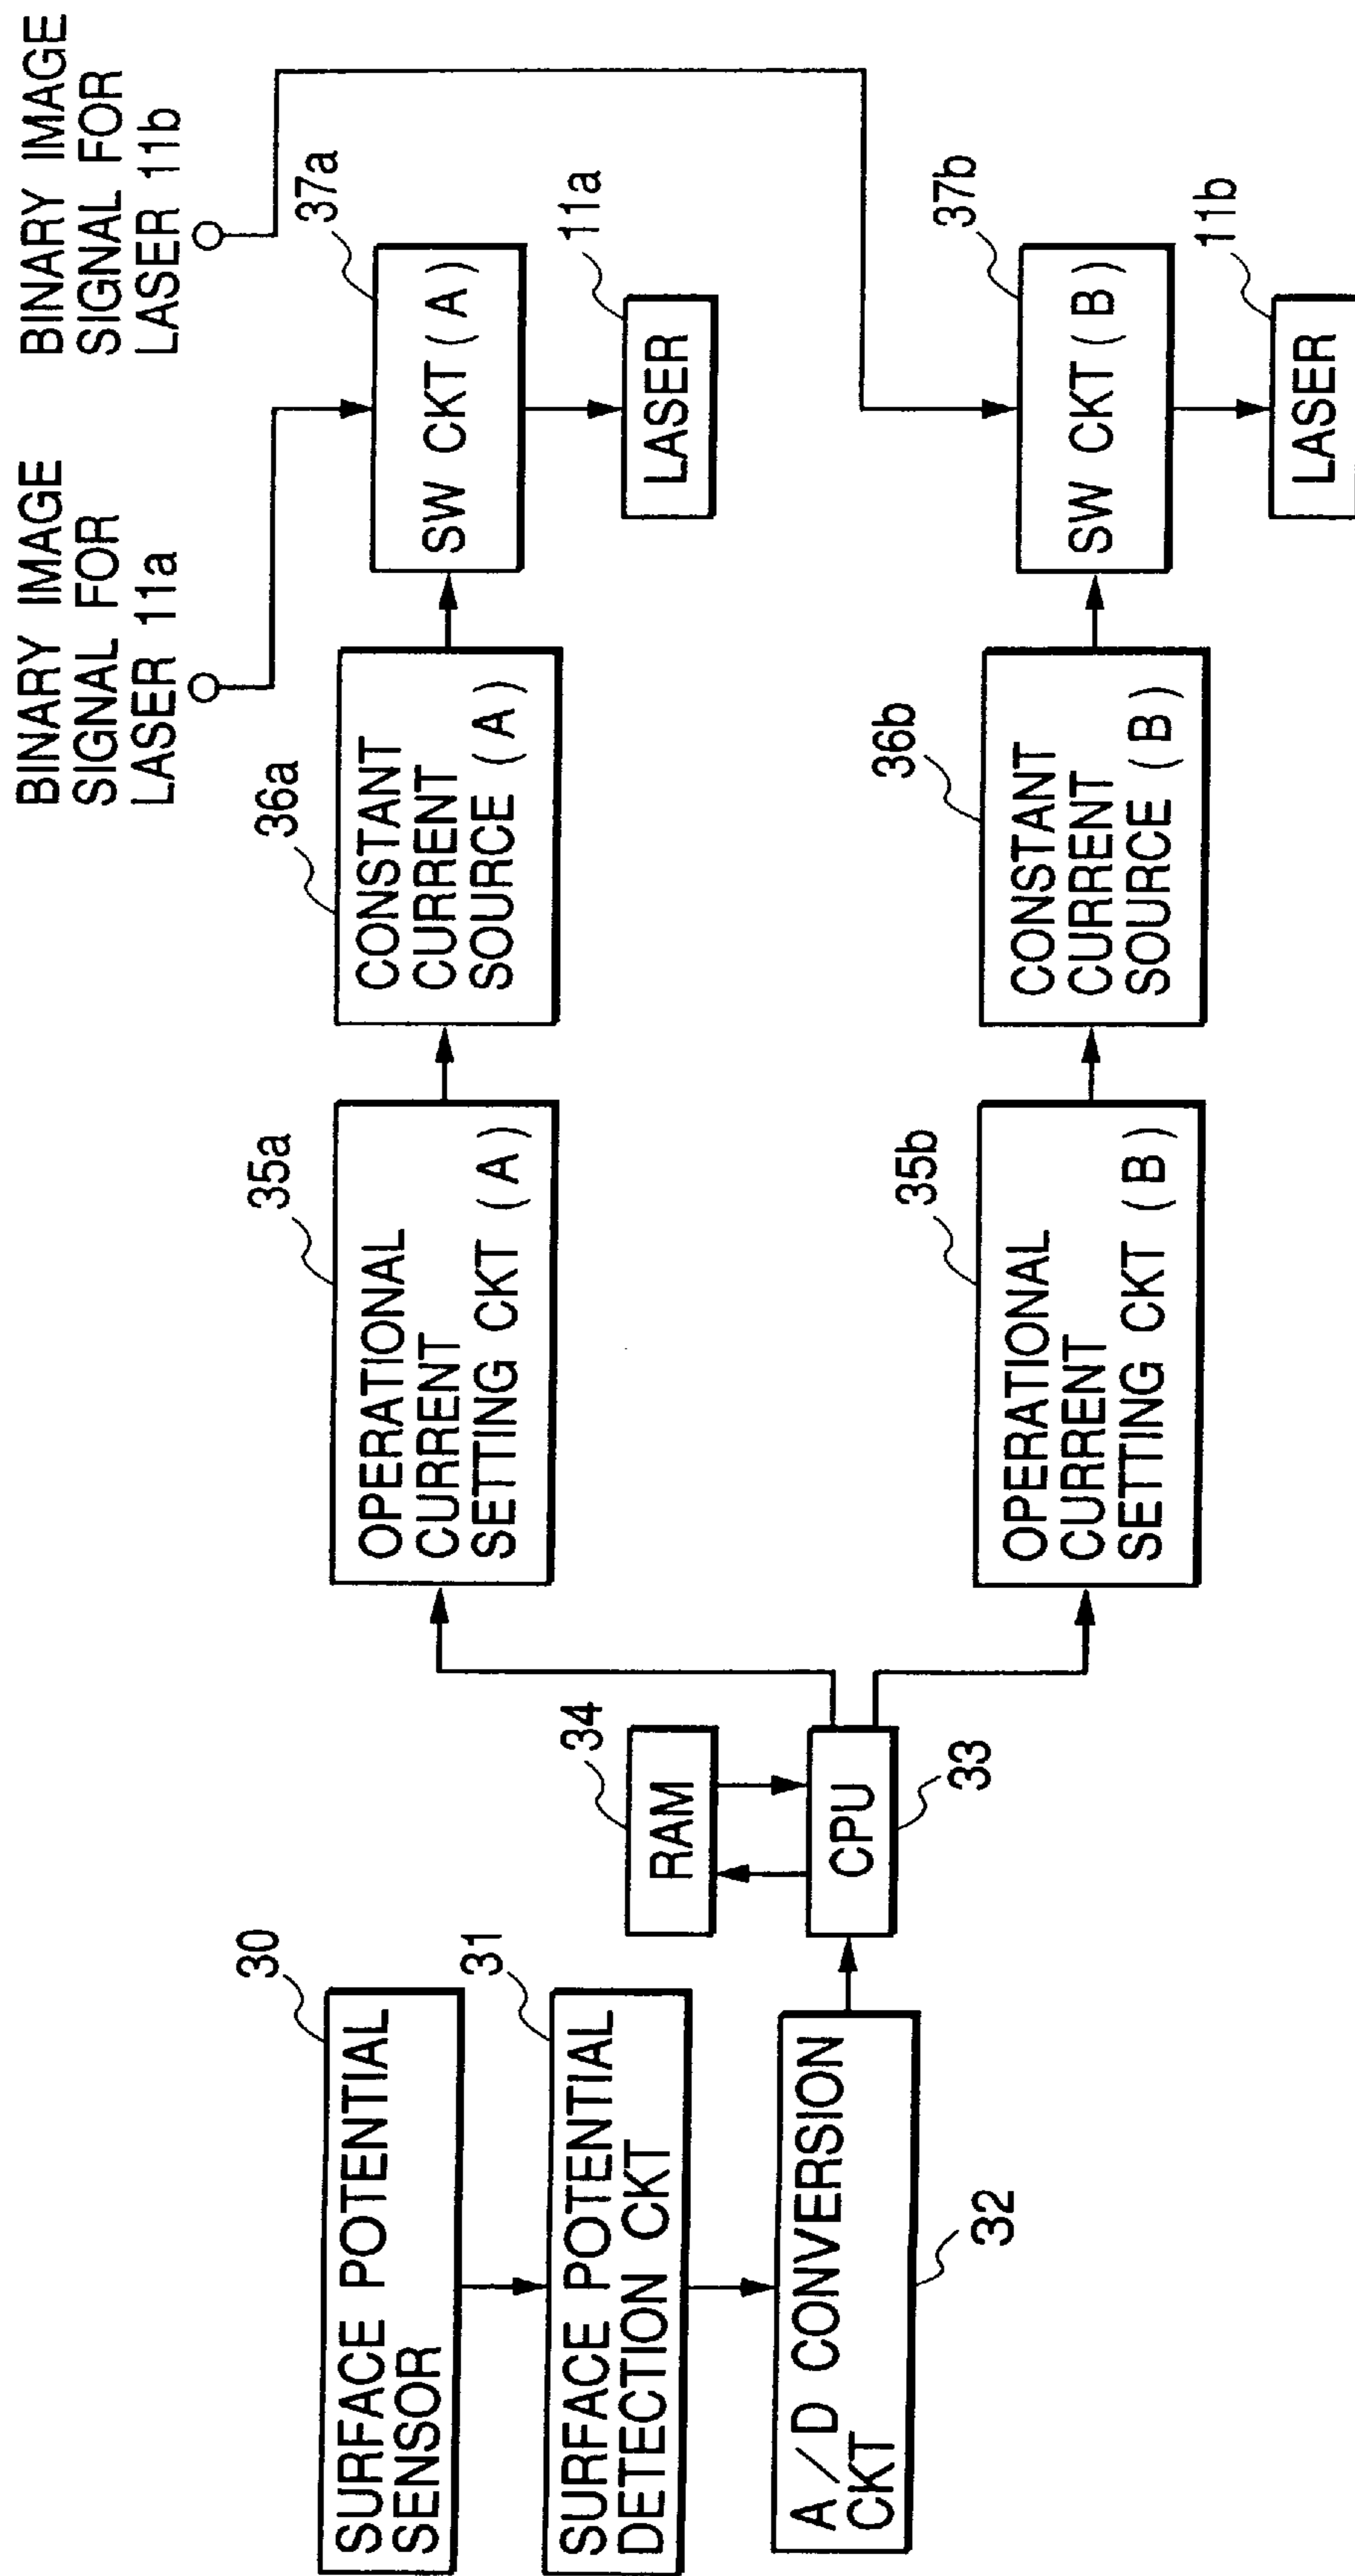 BINARY IMAGE
SIGNAL FOR
LASER 11a
BINARY IMAGE
SIGNAL FOR
LASER 11b
30
SURFACE POTENTIAL
SENSOR
31
SURFACE POTENTIAL
DETECTION CKT
A/D CONVERSION
CKT
32
34
RAM
CPU
33
35a
OPERATIONAL
CURRENT
SETTING CKT (A)
36a
CONSTANT
CURRENT
SOURCE (A)
37a
SW CKT (A)
11a
LASER
35b
OPERATIONAL
CURRENT
SETTING CKT (B)
36b
CONSTANT
CURRENT
SOURCE (B)
37b
SW CKT (B)
11b
LASER